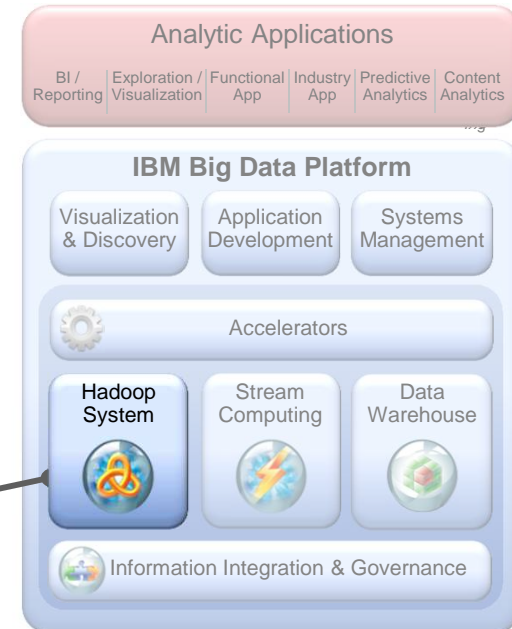 Analytic Applications
BI / Exploration / Functional Industry Predictive Content
Reporting Visualization App App Analytics Analytics
ing
IBM Big Data Platform
Visualization Application Systems
& Discovery Development Management
Accelerators
Hadoop Stream Data
System Computing Warehouse
Information Integration & Governance